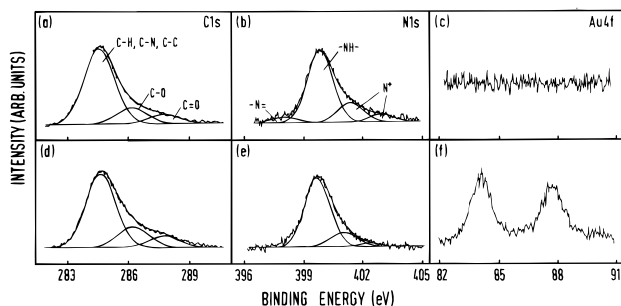 (a) C1s
C-H, C-N, C-C
C-O
C=O
(b) N1s
-NH-
N+
-N=
(c) Au4f
(d)
(e)
(f)
INTENSITY (ARB. UNITS)
283 286 289 396 399 402 405 82 85 88 91
BINDING ENERGY (eV)